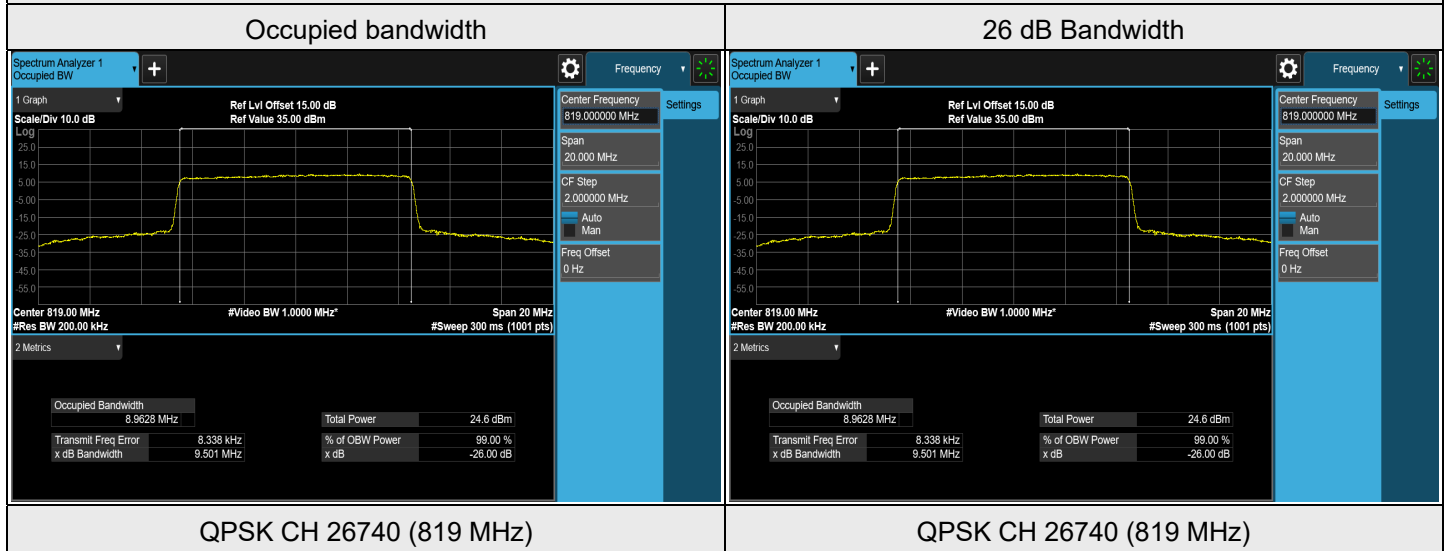 Occupied bandwidth
26 dB Bandwidth
Spectrum Analyzer 1
Occupied BW
+
Frequency
1 Graph
Ref Lvl Offset 15.00 dB
Scale/Div 10.0 dB
Ref Value 35.00 dBm
Log
25.0
15.0
5.00
-5.00
-15.0
-25.0
-35.0
-45.0
-55.0
Center 819.00 MHz
#Video BW 1.0000 MHz*
Span 20 MHz
#Res BW 200.00 kHz
#Sweep 300 ms (1001 pts)
Center Frequency
819.000000 MHz
Settings
Span
20.000 MHz
CF Step
2.000000 MHz
Auto
Man
Freq Offset
0 Hz
2 Metrics
Occupied Bandwidth
8.9628 MHz
Total Power 24.6 dBm
Transmit Freq Error 8.338 kHz
% of OBW Power 99.00 %
x dB Bandwidth 9.501 MHz
x dB -26.00 dB
Spectrum Analyzer 1
Occupied BW
+
Frequency
1 Graph
Ref Lvl Offset 15.00 dB
Scale/Div 10.0 dB
Ref Value 35.00 dBm
Log
25.0
15.0
5.00
-5.00
-15.0
-25.0
-35.0
-45.0
-55.0
Center 819.00 MHz
#Video BW 1.0000 MHz*
Span 20 MHz
#Res BW 200.00 kHz
#Sweep 300 ms (1001 pts)
Center Frequency
819.000000 MHz
Settings
Span
20.000 MHz
CF Step
2.000000 MHz
Auto
Man
Freq Offset
0 Hz
2 Metrics
Occupied Bandwidth
8.9628 MHz
Total Power 24.6 dBm
Transmit Freq Error 8.338 kHz
% of OBW Power 99.00 %
x dB Bandwidth 9.501 MHz
x dB -26.00 dB
QPSK CH 26740 (819 MHz)
QPSK CH 26740 (819 MHz)